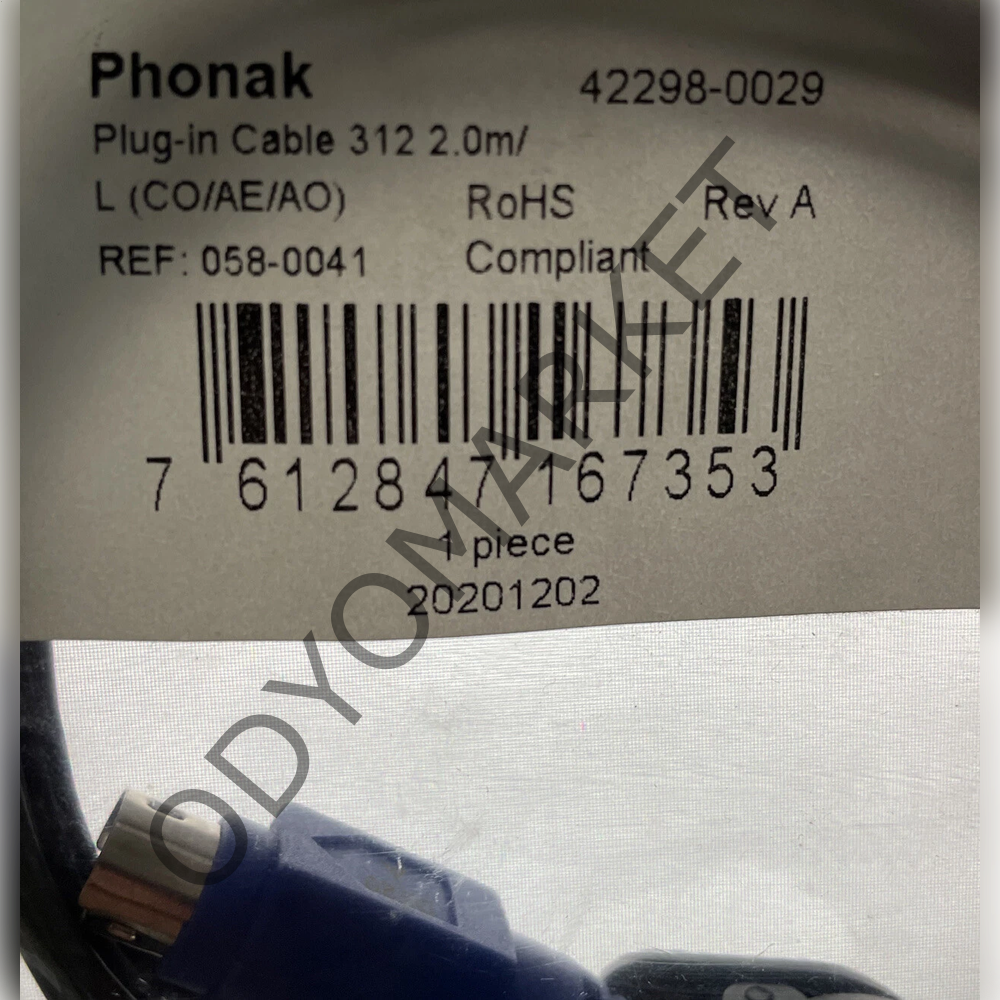 Phonak 42298-0029
Plug-in Cable 312 2.0m/
L (CO/AE/AO) RoHS Rev A
REF: 058-0041 Compliant
7 612847 167353
1 piece
20201202
ODYOMARKET